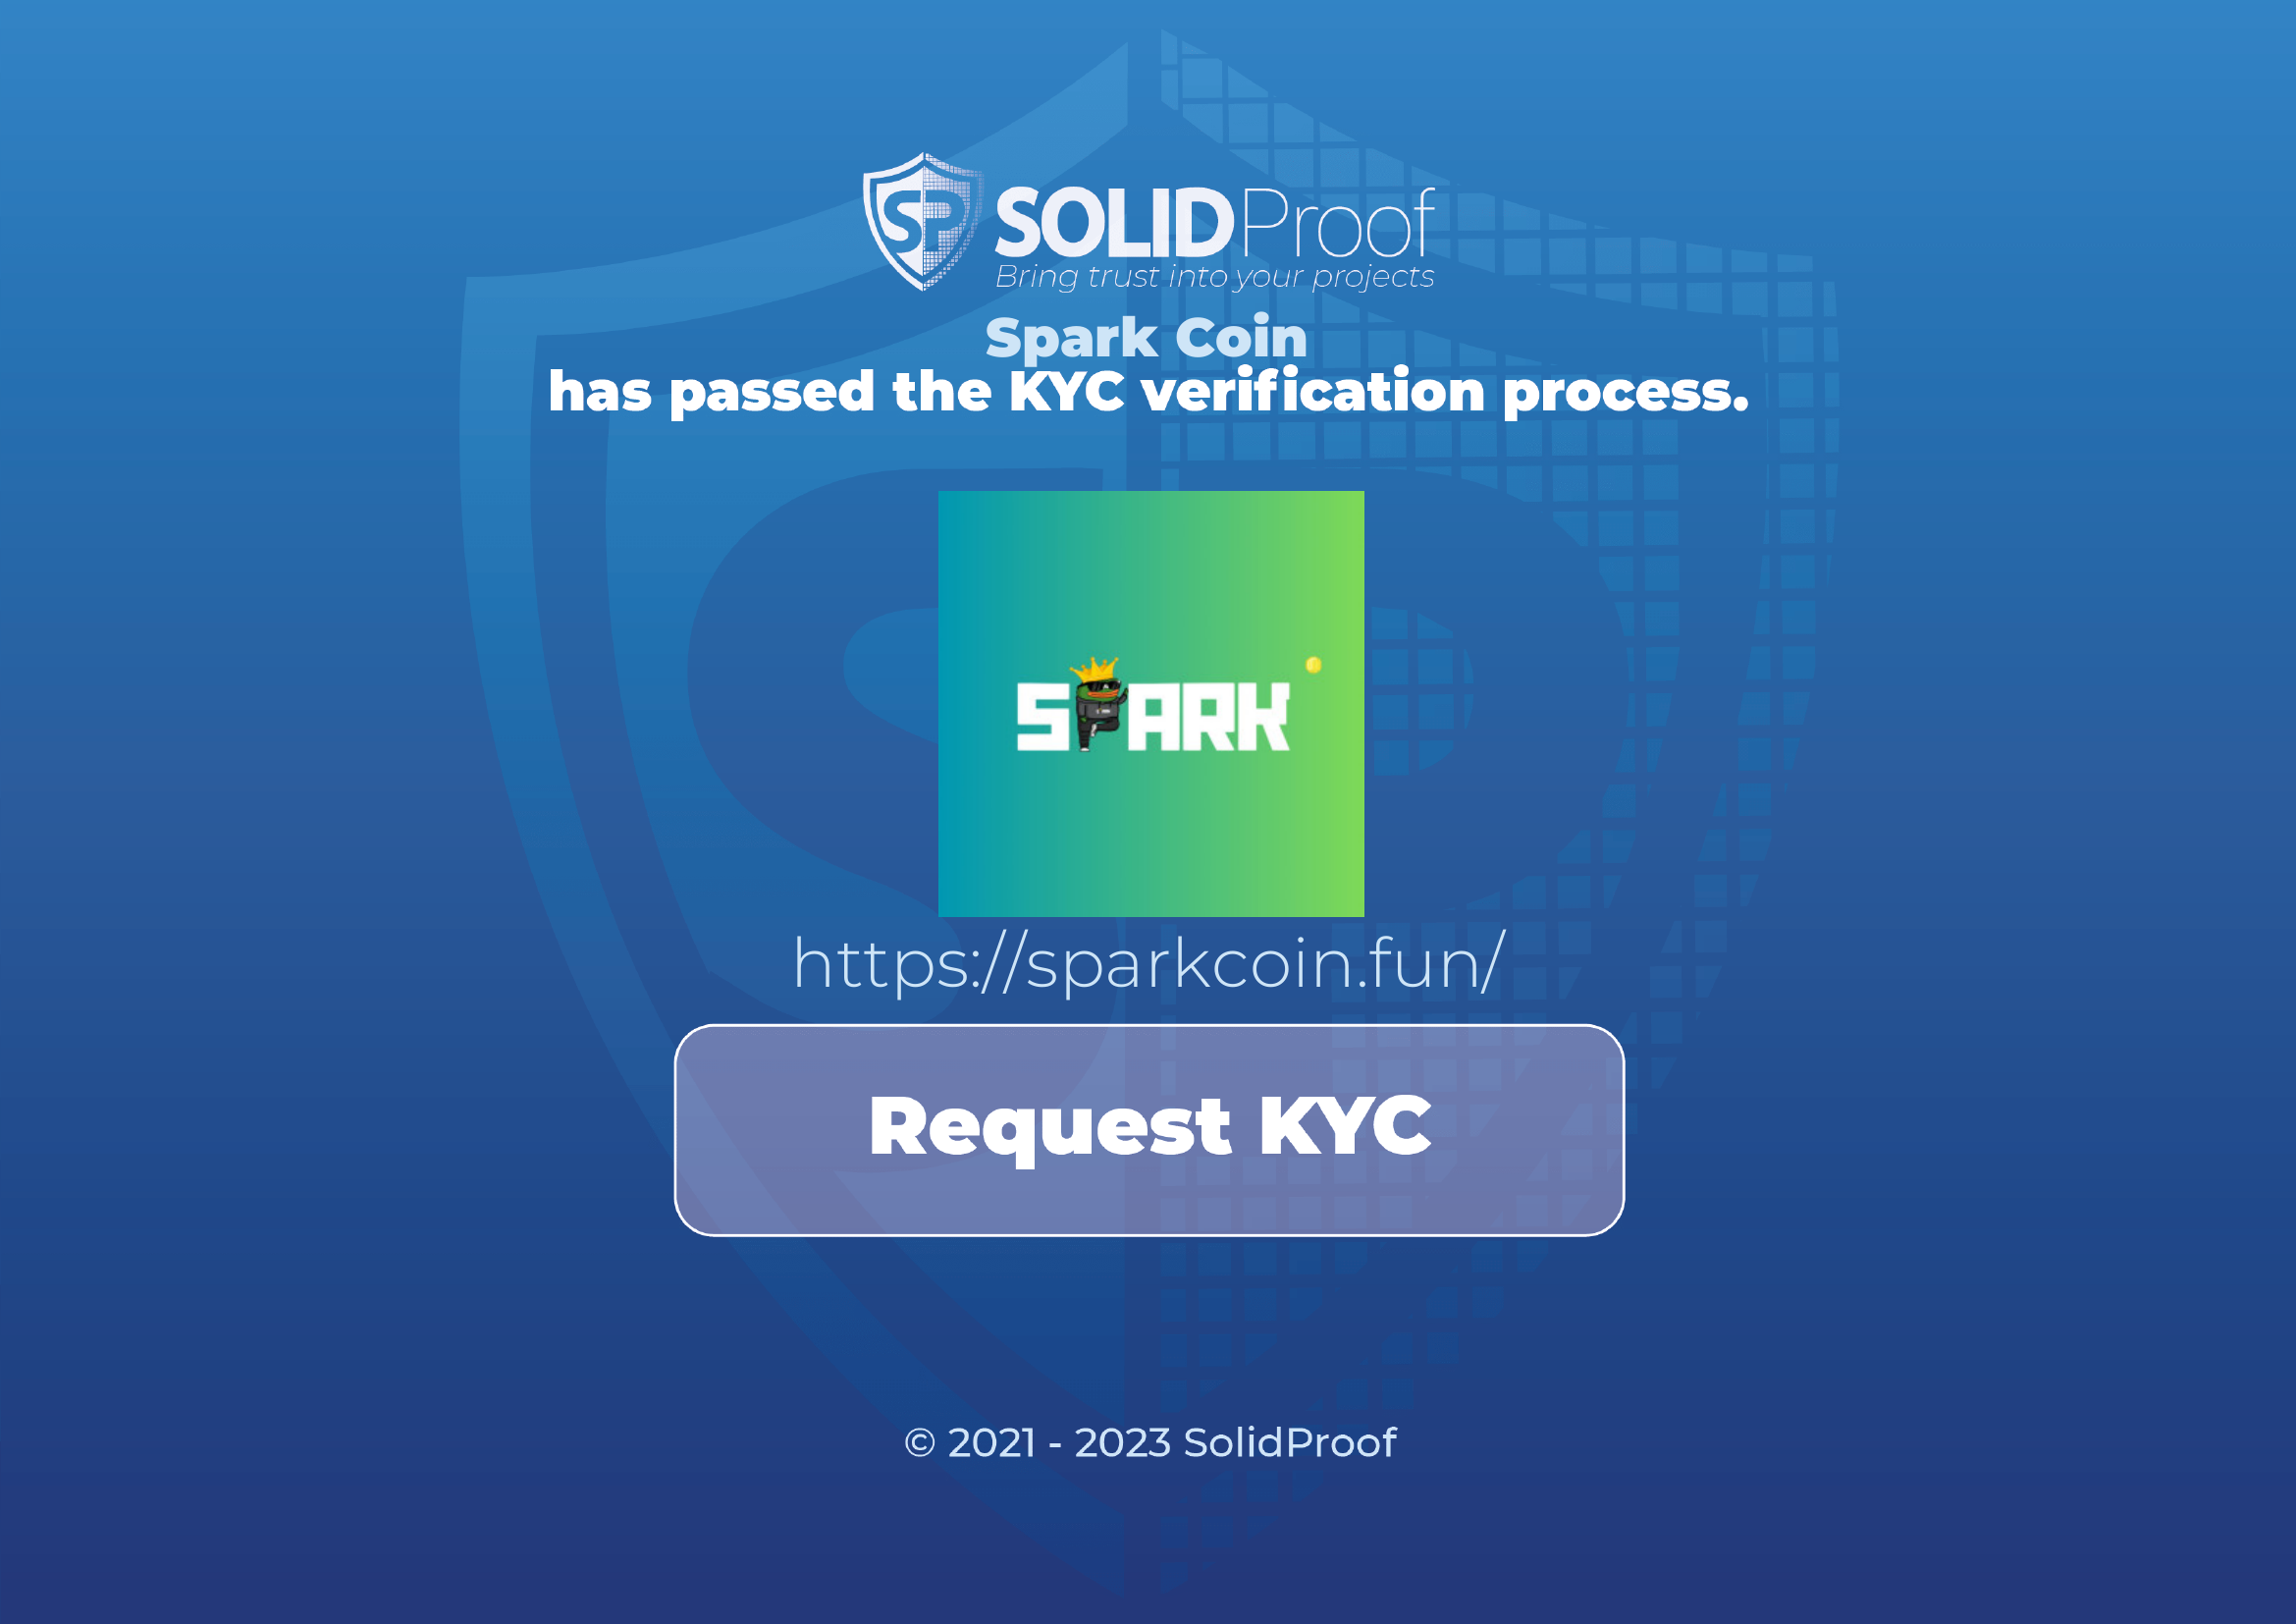 SP SOLIDProof
Bring trust into your projects
Spark Coin
has passed the KYC verification process.
SPARK
https://sparkcoin.fun/
Request KYC
© 2021 - 2023 SolidProof